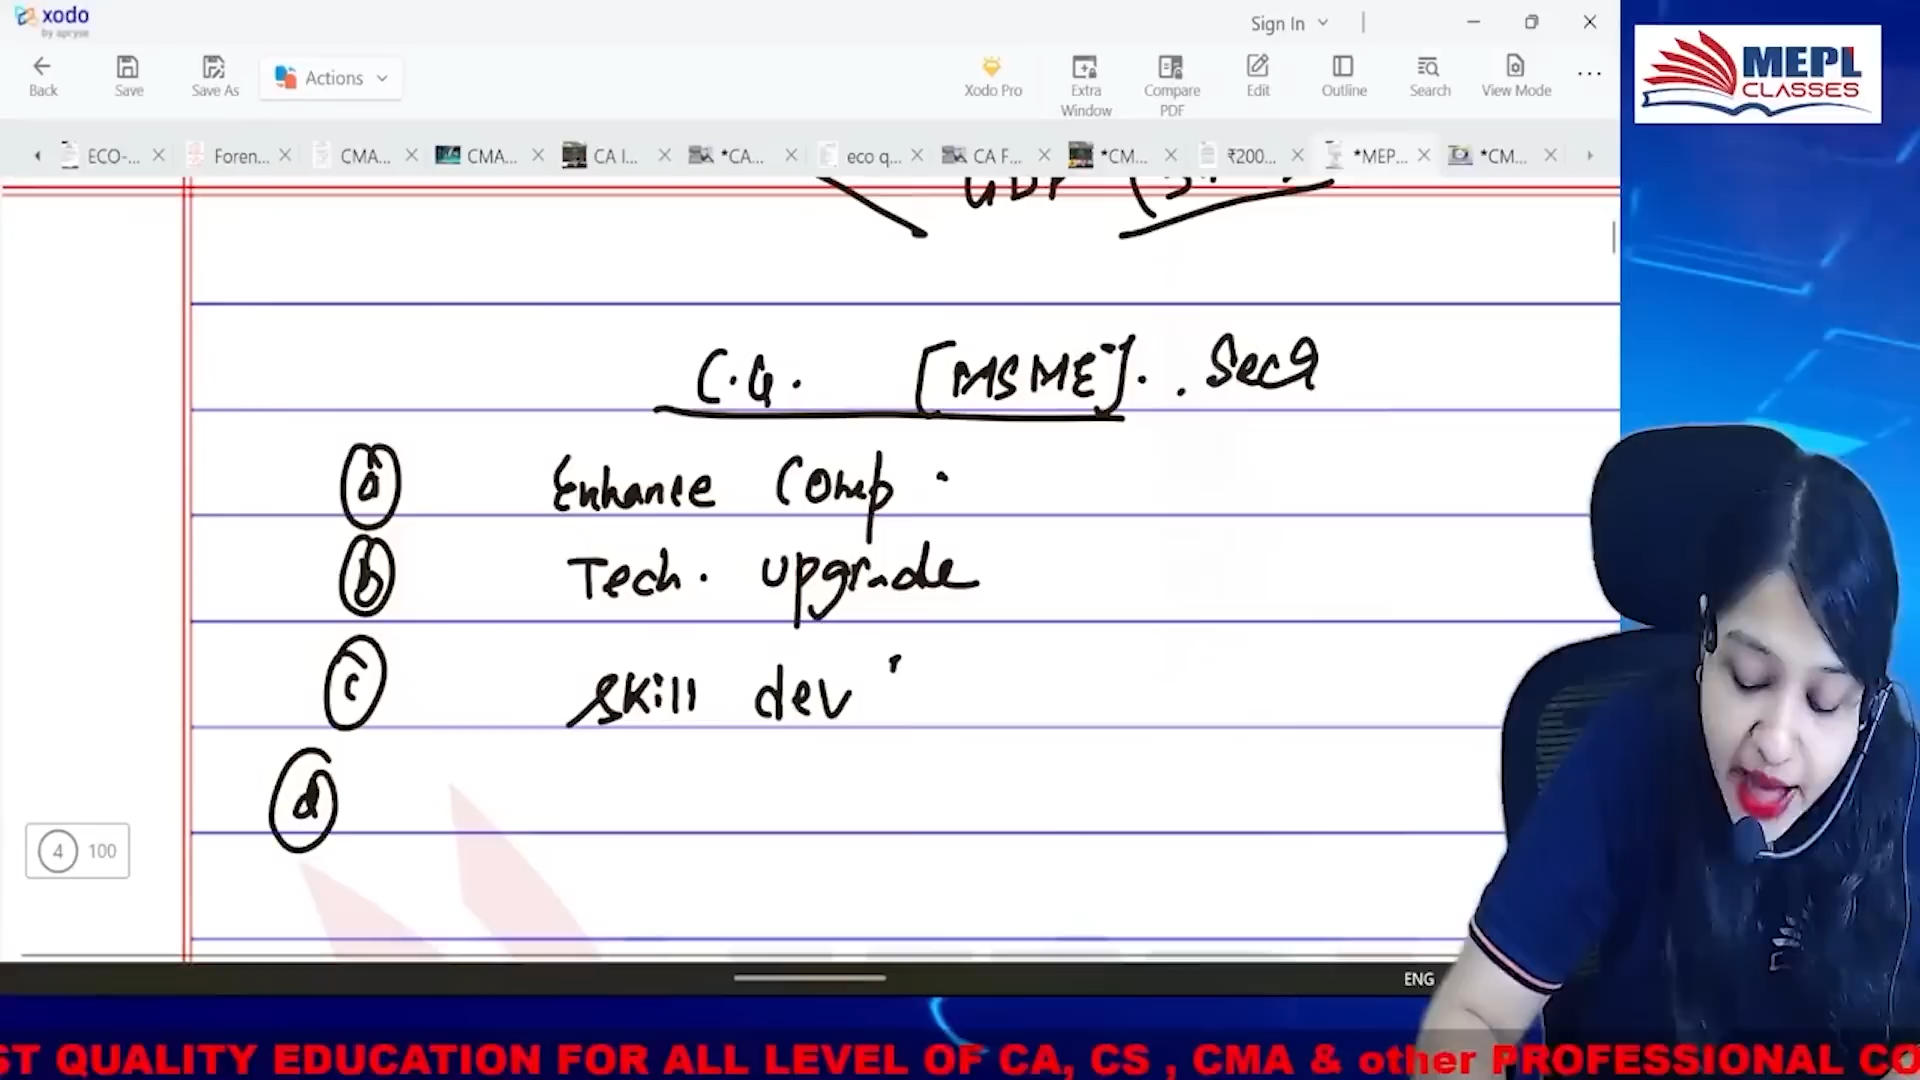 xodo
by apryse
Sign In
Back
Save
Save As
Actions
Xodo Pro
Extra Window
Compare PDF
Edit
Outline
Search
View Mode
MEPL
CLASSES
ECO-...
Foren...
CMA...
CMA...
CA I...
*CA...
eco q...
CA F...
*CM...
₹200...
*MEP...
*CM...
C.G. [MSME]. . Sec 9
a Enhance Comp.
b Tech. upgrade
c Skill dev
d
4 100
ENG
ST QUALITY EDUCATION FOR ALL LEVEL OF CA, CS , CMA & other PROFESSIONAL CO